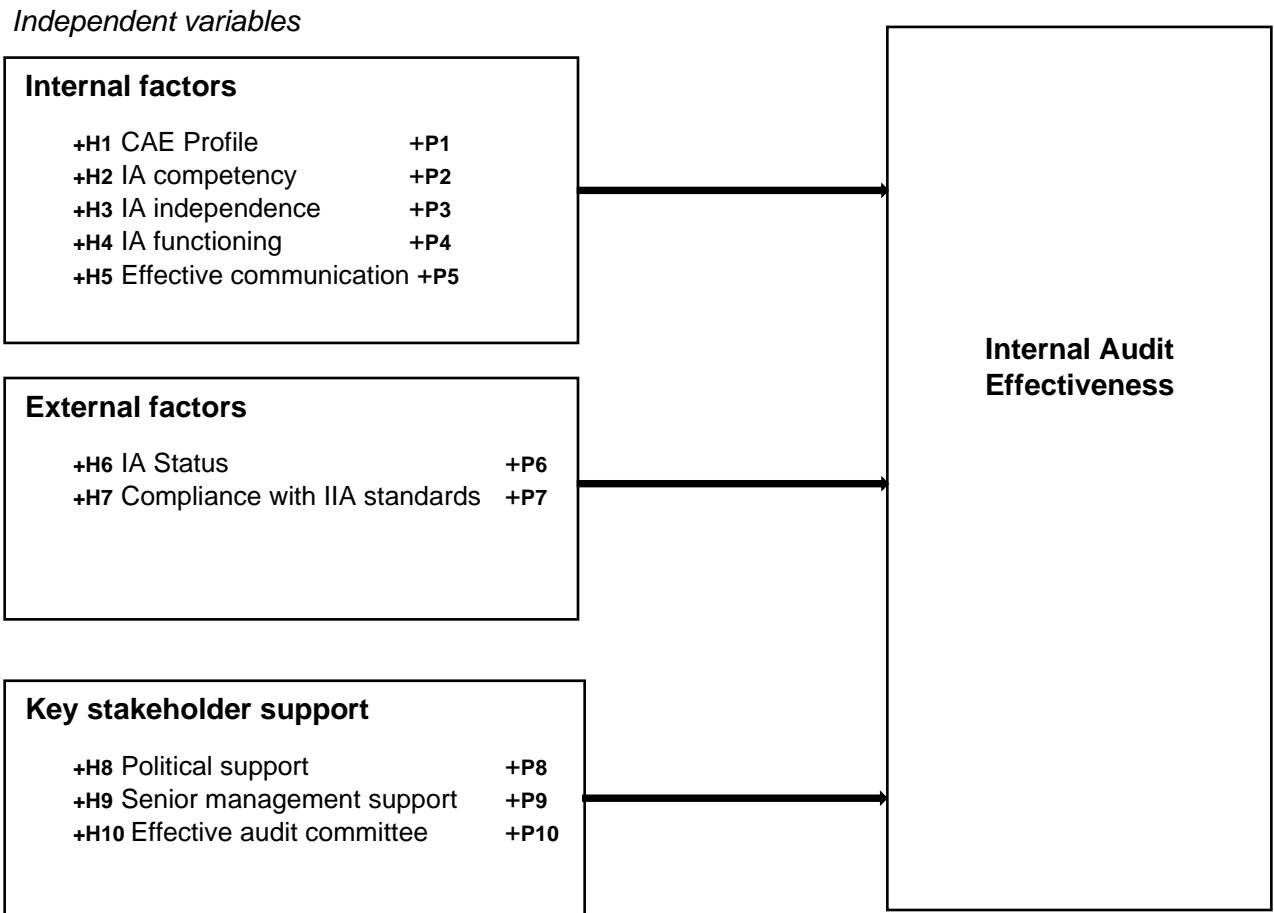 Independent variables
Internal factors
+H1 CAE Profile +P1
+H2 IA competency +P2
+H3 IA independence +P3
+H4 IA functioning +P4
+H5 Effective communication +P5
External factors
+H6 IA Status +P6
+H7 Compliance with IIA standards +P7
Key stakeholder support
+H8 Political support +P8
+H9 Senior management support +P9
+H10 Effective audit committee +P10
Internal Audit
Effectiveness